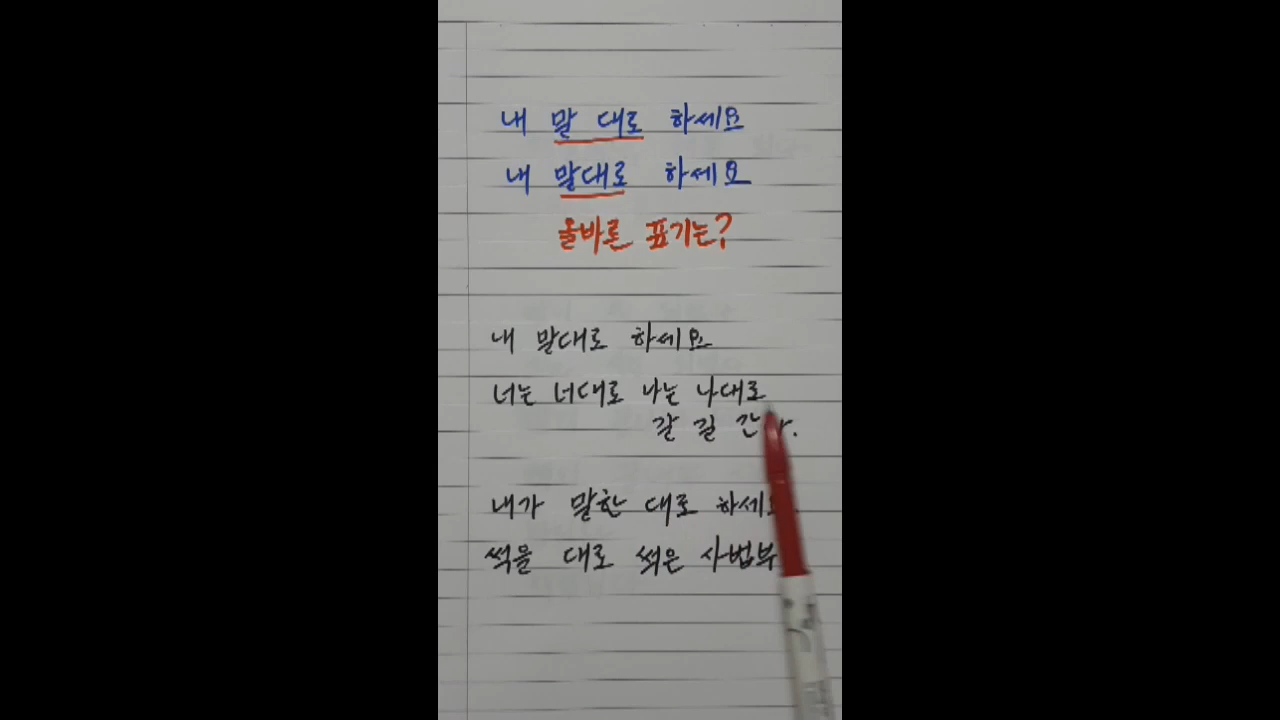 내 말 대로 하세요
내 말대로 하세요
올바른 표기는?
내 말대로 하세요
너는 너대로 나는 나대로
갈 길 간다.
내가 말한 대로 하세요.
썩을 대로 썩은 사법부